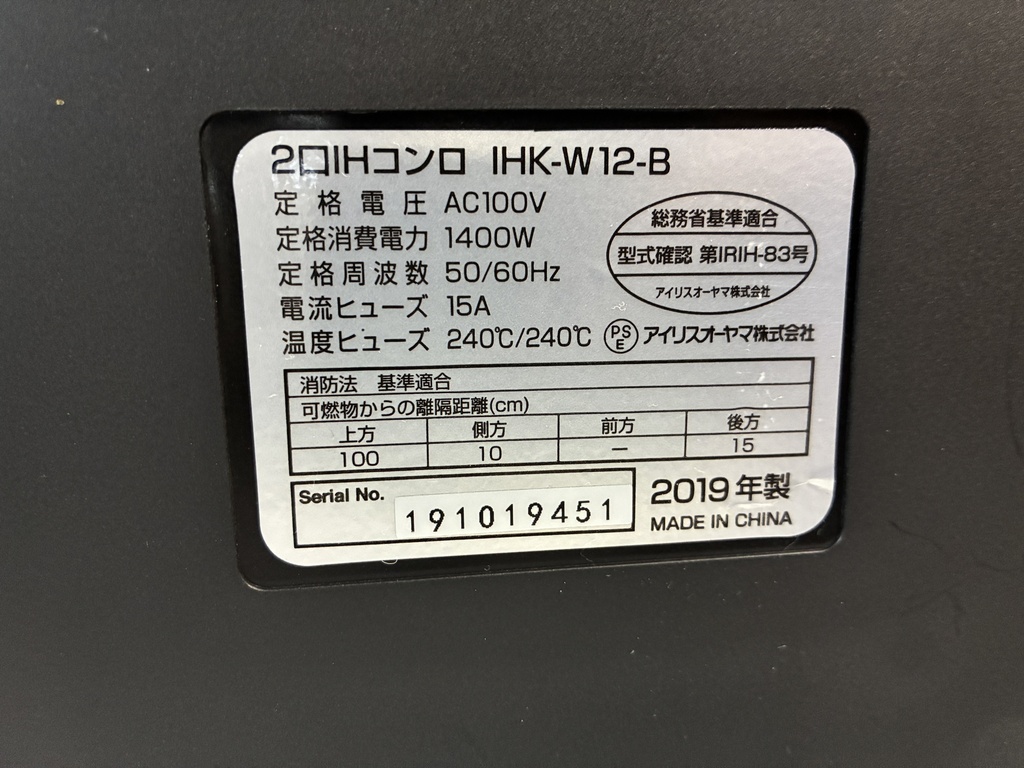 2口IHコンロ IHK-W12-B
定格電圧 AC100V
定格消費電力 1400W
定格周波数 50/60Hz
電流ヒューズ 15A
温度ヒューズ 240℃/240℃
総務省基準適合
型式確認 第IRIH-83号
アイリスオーヤマ株式会社
PS
E
アイリスオーヤマ株式会社
消防法 基準適合
可燃物からの離隔距離(cm)
上方 側方 前方 後方
100 10 ー 15
Serial No. 191019451
2019年製
MADE IN CHINA